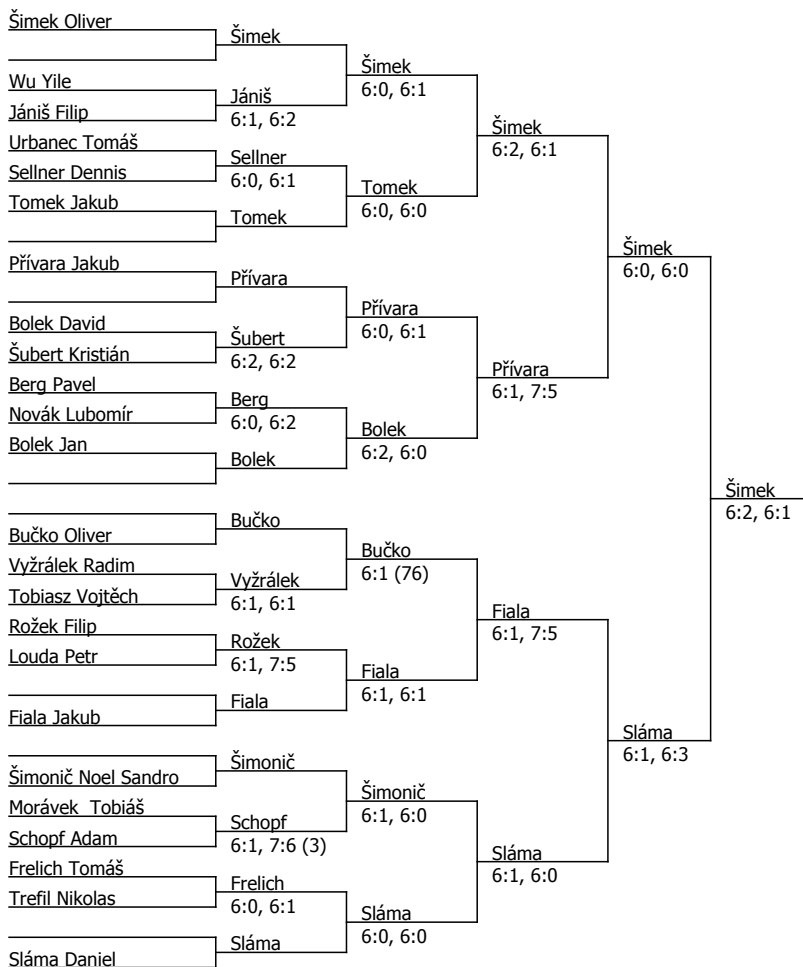 Šimek Oliver
Šimek
Šimek
6:0, 6:1
Wu Yile
Jániš
6:1, 6:2
Jániš Filip
Šimek
6:2, 6:1
Urbanec Tomáš
Sellner
6:0, 6:1
Sellner Dennis
Tomek
6:0, 6:0
Tomek Jakub
Tomek
Šimek
6:0, 6:0
Přívara Jakub
Přívara
Přívara
6:0, 6:1
Bolek David
Šubert
6:2, 6:2
Šubert Kristián
Přívara
6:1, 7:5
Berg Pavel
Berg
6:0, 6:2
Novák Lubomír
Bolek
6:2, 6:0
Bolek Jan
Bolek
Šimek
6:2, 6:1
Bučko
Bučko Oliver
Bučko
6:1 (76)
Vyžrálek Radim
Vyžrálek
6:1, 6:1
Tobiasz Vojtěch
Fiala
6:1, 7:5
Rožek Filip
Rožek
6:1, 7:5
Louda Petr
Fiala
6:1, 6:1
Fiala
Fiala Jakub
Sláma
6:1, 6:3
Šimonič
Šimonič Noel Sandro
Šimonič
6:1, 6:0
Morávek  Tobiáš
Schopf
6:1, 7:6 (3)
Schopf Adam
Sláma
6:1, 6:0
Frelich Tomáš
Frelich
6:0, 6:1
Trefil Nikolas
Sláma
6:0, 6:0
Sláma
Sláma Daniel